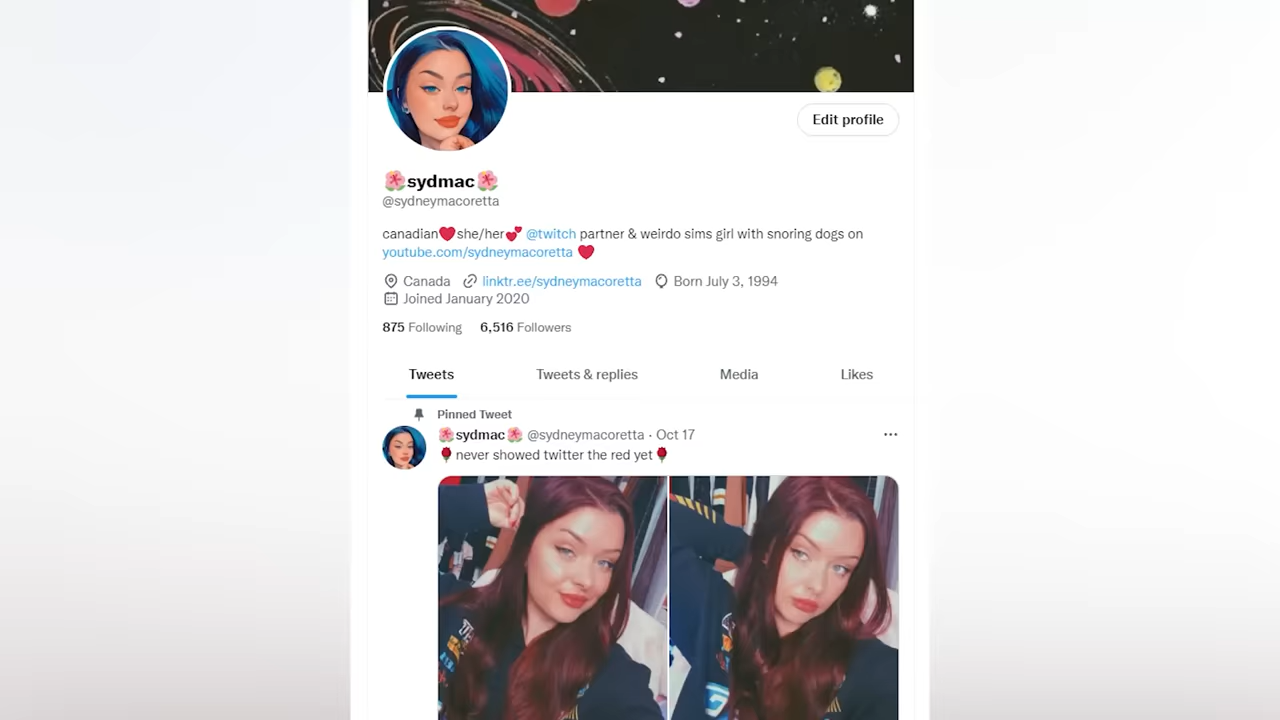 Edit profile
🌺sydmac🌺
@sydneymacoretta
canadian❤️she/her💕 @twitch partner & weirdo sims girl with snoring dogs on
youtube.com/sydneymacoretta ❤️
Canada linktr.ee/sydneymacoretta Born July 3, 1994
Joined January 2020
875 Following 6,516 Followers
Tweets Tweets & replies Media Likes
Pinned Tweet
🌺sydmac🌺 @sydneymacoretta · Oct 17
🌹never showed twitter the red yet🌹